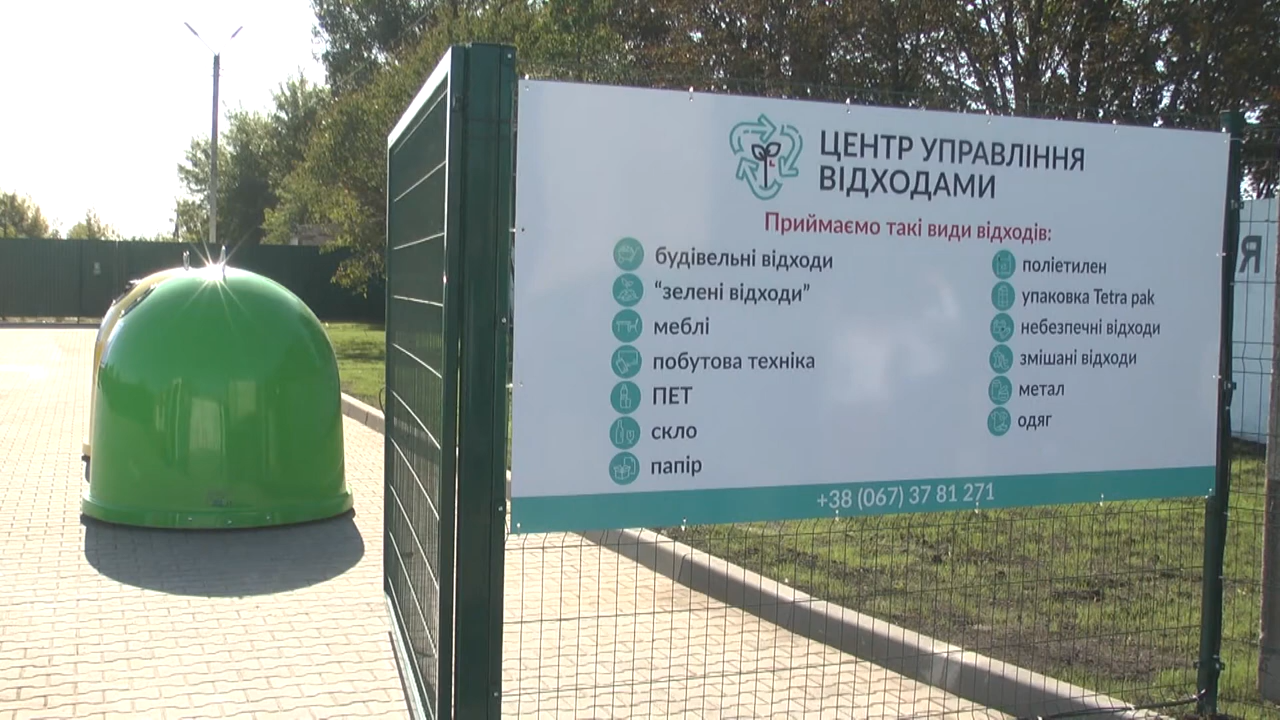 ЦЕНТР УПРАВЛІННЯ
ВІДХОДАМИ
Приймаємо такі види відходів:
будівельні відходи
“зелені відходи”
меблі
побутова техніка
ПЕТ
скло
папір
поліетилен
упаковка Tetra pak
небезпечні відходи
змішані відходи
метал
одяг
+38 (067) 37 81 271
Я